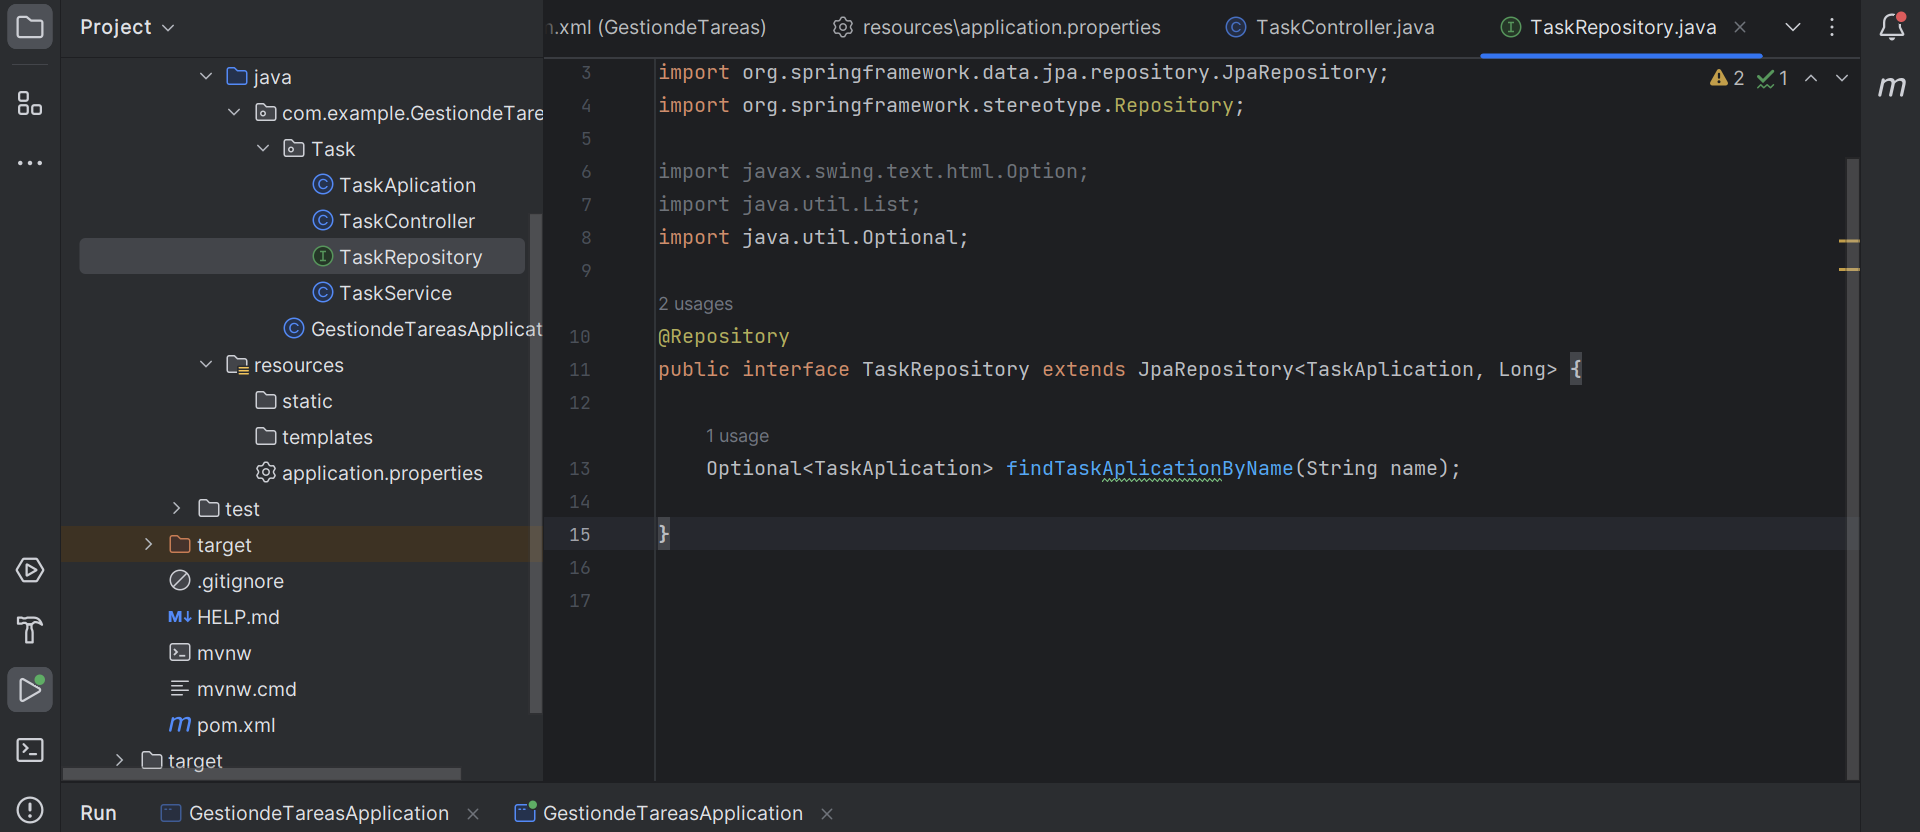 Project
n.xml (GestiondeTareas)
resources\application.properties
TaskController.java
TaskRepository.java
java
com.example.GestiondeTare
Task
TaskAplication
TaskController
TaskRepository
TaskService
GestiondeTareasApplicat
resources
static
templates
application.properties
test
target
.gitignore
M↓ HELP.md
mvnw
mvnw.cmd
m pom.xml
target
2 1
m
3 import org.springframework.data.jpa.repository.JpaRepository;
4 import org.springframework.stereotype.Repository;
5
6 import javax.swing.text.html.Option;
7 import java.util.List;
8 import java.util.Optional;
9
2 usages
10 @Repository
11 public interface TaskRepository extends JpaRepository<TaskAplication, Long> {
12
1 usage
13 Optional<TaskAplication> findTaskAplicationByName(String name);
14
15 }
16
17
Run
GestiondeTareasApplication
GestiondeTareasApplication